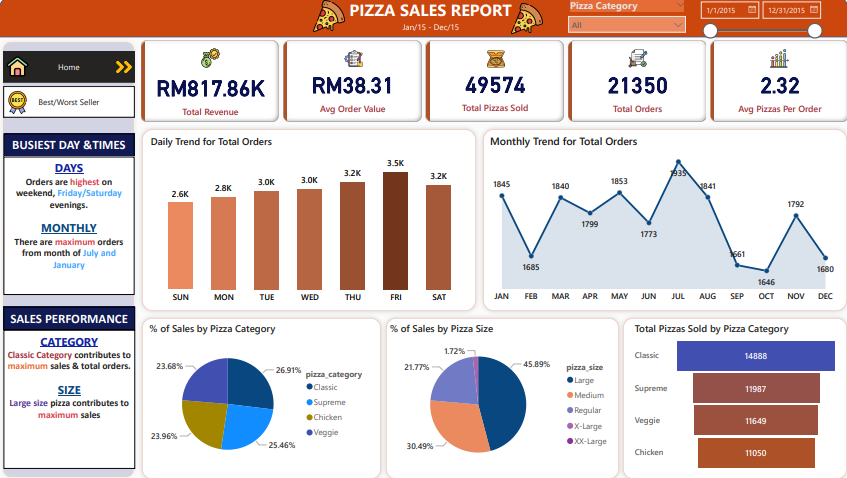 PIZZA SALES REPORT
Jan/15 - Dec/15
Pizza Category
All
1/1/2015
12/31/2015
Home
BEST
Best/Worst Seller
BUSIEST DAY &TIMES
DAYS
Orders are highest on
weekend, Friday/Saturday
evenings.
MONTHLY
There are maximum orders
from month of July and
January
SALES PERFORMANCE
CATEGORY
Classic Category contributes to
maximum sales & total orders.
SIZE
Large size pizza contributes to
maximum sales
RM817.86K
Total Revenue
RM38.31
Avg Order Value
49574
Total Pizzas Sold
21350
Total Orders
2.32
Avg Pizzas Per Order
Daily Trend for Total Orders
2.6K
2.8K
3.0K
3.0K
3.2K
3.5K
3.2K
SUN MON TUE WED THU FRI SAT
Monthly Trend for Total Orders
1845
1685
1840
1799
1853
1773
1935
1841
1661
1646
1792
1680
JAN FEB MAR APR MAY JUN JUL AUG SEP OCT NOV DEC
% of Sales by Pizza Category
23.68%
26.91%
23.96%
25.46%
pizza_category
Classic
Supreme
Chicken
Veggie
% of Sales by Pizza Size
1.72%
21.77%
45.89%
30.49%
pizza_size
Large
Medium
Regular
X-Large
XX-Large
Total Pizzas Sold by Pizza Category
Classic 14888
Supreme 11987
Veggie 11649
Chicken 11050